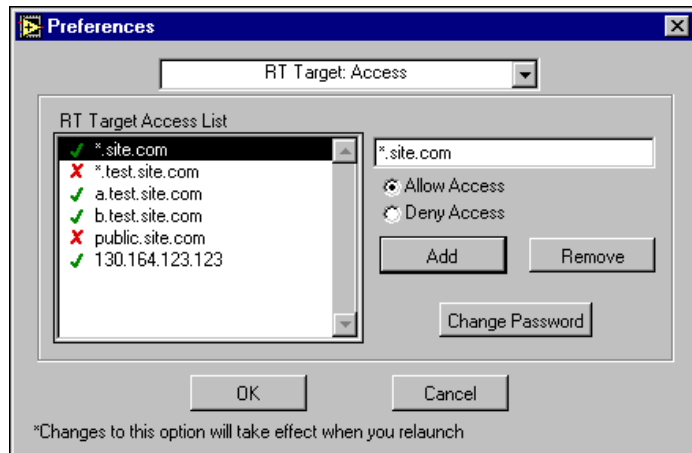 Preferences
RT Target: Access
RT Target Access List
*.site.com
*.test.site.com
a.test.site.com
b.test.site.com
public.site.com
130.164.123.123
*.site.com
Allow Access
Deny Access
Add
Remove
Change Password
OK
Cancel
*Changes to this option will take effect when you relaunch